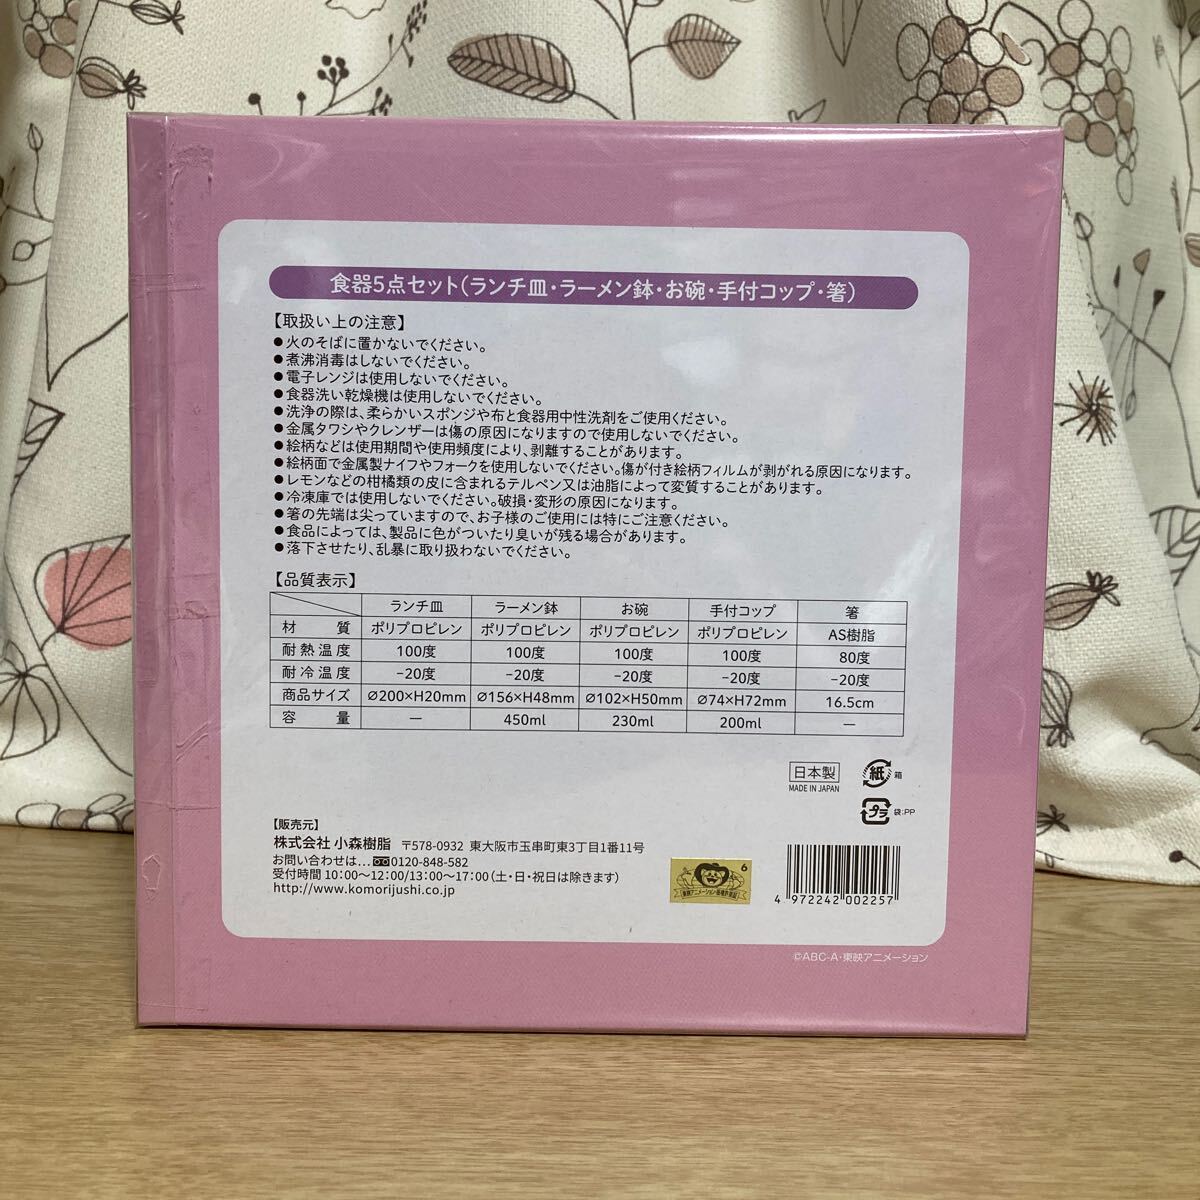 食器5点セット(ランチ皿・ラーメン鉢・お碗・手付コップ・箸)
【取扱い上の注意】
●火のそばに置かないでください。
●煮沸消毒はしないでください。
●電子レンジは使用しないでください。
●食器洗い乾燥機は使用しないでください。
●洗浄の際は、柔らかいスポンジや布と食器用中性洗剤をご使用ください。
●金属タワシやクレンザーは傷の原因になりますので使用しないでください。
●絵柄などは使用期間や使用頻度により、剥離することがあります。
●絵柄面で金属製ナイフやフォークを使用しないでください。傷が付き絵柄フィルムが剥がれる原因になります。
●レモンなどの柑橘類の皮に含まれるテルペン又は油脂によって変質することがあります。
●冷凍庫では使用しないでください。破損・変形の原因になります。
●箸の先端は尖っていますので、お子様のご使用には特にご注意ください。
●食品によっては、製品に色がついたり臭いが残る場合があります。
●落下させたり、乱暴に取り扱わないでください。
【品質表示】
ランチ皿 ラーメン鉢 お碗 手付コップ 箸
材質 ポリプロピレン ポリプロピレン ポリプロピレン ポリプロピレン AS樹脂
耐熱温度 100度 100度 100度 100度 80度
耐冷温度 -20度 -20度 -20度 -20度 -20度
商品サイズ Ø200×H20mm Ø156×H48mm Ø102×H50mm Ø74×H72mm 16.5cm
容量 — 450ml 230ml 200ml —
日本製
MADE IN JAPAN
紙 箱
プラ 袋:PP
【販売元】
株式会社 小森樹脂 〒578-0932 東大阪市玉串町東3丁目1番11号
お問い合わせは…0120-848-582
受付時間 10:00〜12:00/13:00〜17:00(土・日・祝日は除きます)
http://www.komorijushi.co.jp
6
東映アニメーション版権許諾証
4 972242 002257
©ABC-A・東映アニメーション